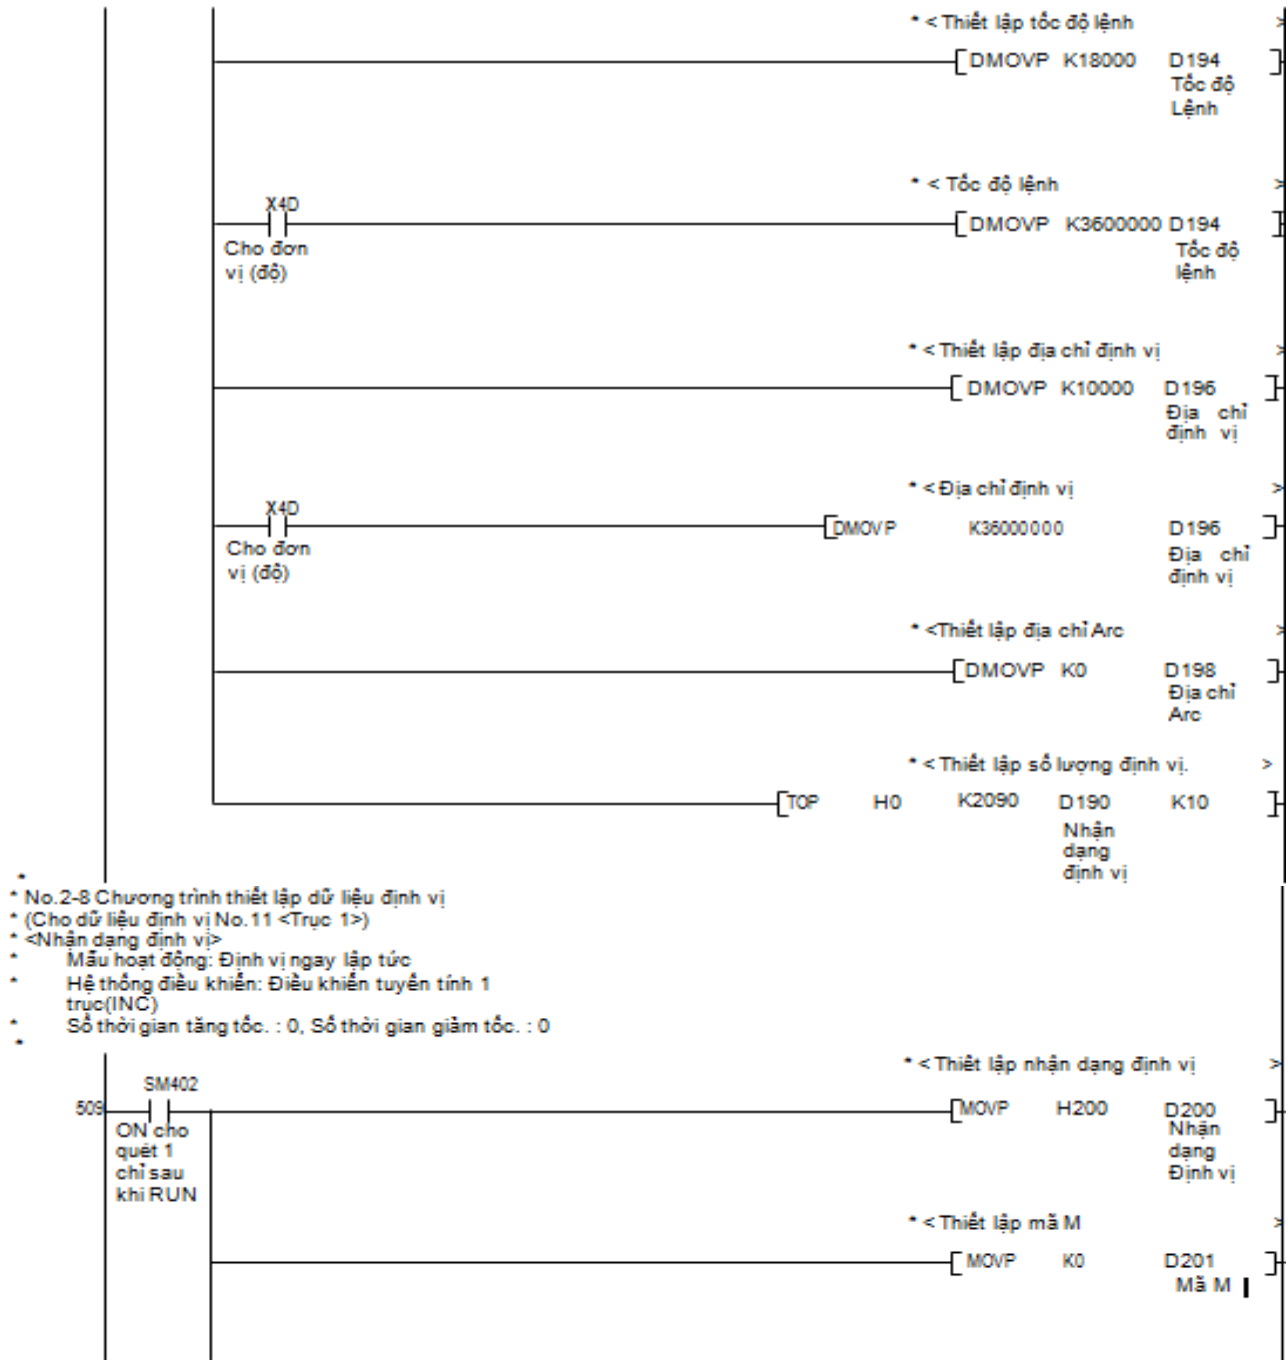 * < Thiết lập tốc độ lệnh >
DMOVP K18000 D194
Tốc độ
Lệnh
* < Tốc độ lệnh >
X4D
DMOVP K3600000 D194
Cho đơn
vị (độ)
Tốc độ
lệnh
* < Thiết lập địa chỉ định vị >
DMOVP K10000 D196
Địa chỉ
định vị
* < Địa chỉ định vị >
X4D
DMOVP K36000000 D196
Cho đơn
vị (độ)
Địa chỉ
định vị
* <Thiết lập địa chỉ Arc >
DMOVP K0 D198
Địa chỉ
Arc
* < Thiết lập số lượng định vị. >
TOP H0 K2090 D190 K10
Nhận
dạng
định vị
*
* No.2-8 Chương trình thiết lập dữ liệu định vị
* (Cho dữ liệu định vị No.11 <Trục 1>)
* <Nhận dạng định vị>
* Mẫu hoạt động: Định vị ngay lập tức
* Hệ thống điều khiển: Điều khiển tuyến tính 1
trục(INC)
* Số thời gian tăng tốc. : 0, Số thời gian giảm tốc. : 0
*
* < Thiết lập nhận dạng định vị >
SM402
509 MOVP H200 D200
ON cho
quét 1
chỉ sau
khi RUN
Nhận
dạng
Định vị
* < Thiết lập mã M >
MOVP K0 D201
Mã M